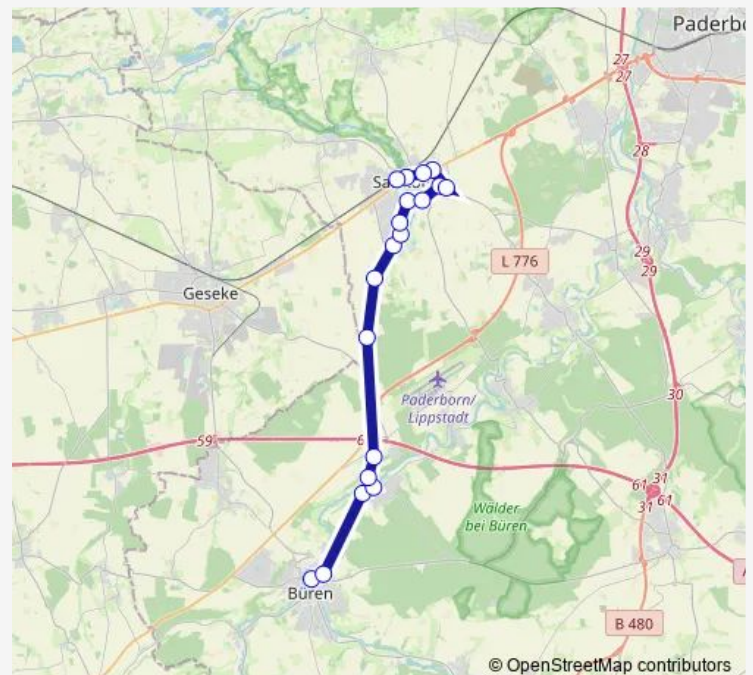 Paderbo
27
27
28
L 776
29
29
Geseke
Paderborn/
Lippstadt
30
59
61 31
31 61
Wälder
bei Büren
Büren
B 480
© OpenStreetMap contributors